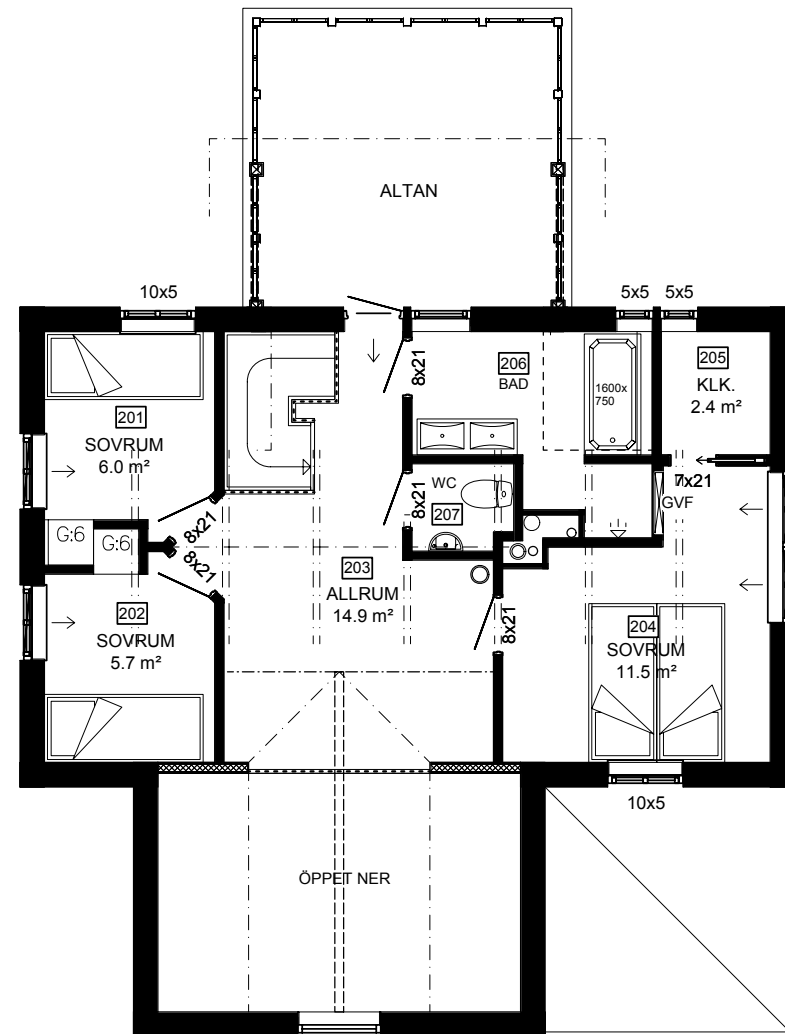 ALTAN
10x5
5x5
5x5
201
SOVRUM
6.0 m²
8x21
206
BAD
1600x
750
205
KLK.
2.4 m²
WC
8x21
207
7x21
GVF
G:6
G:6
8x21
8x21
203
ALLRUM
14.9 m²
202
SOVRUM
5.7 m²
8x21
204
SOVRUM
11.5 m²
10x5
ÖPPET NER